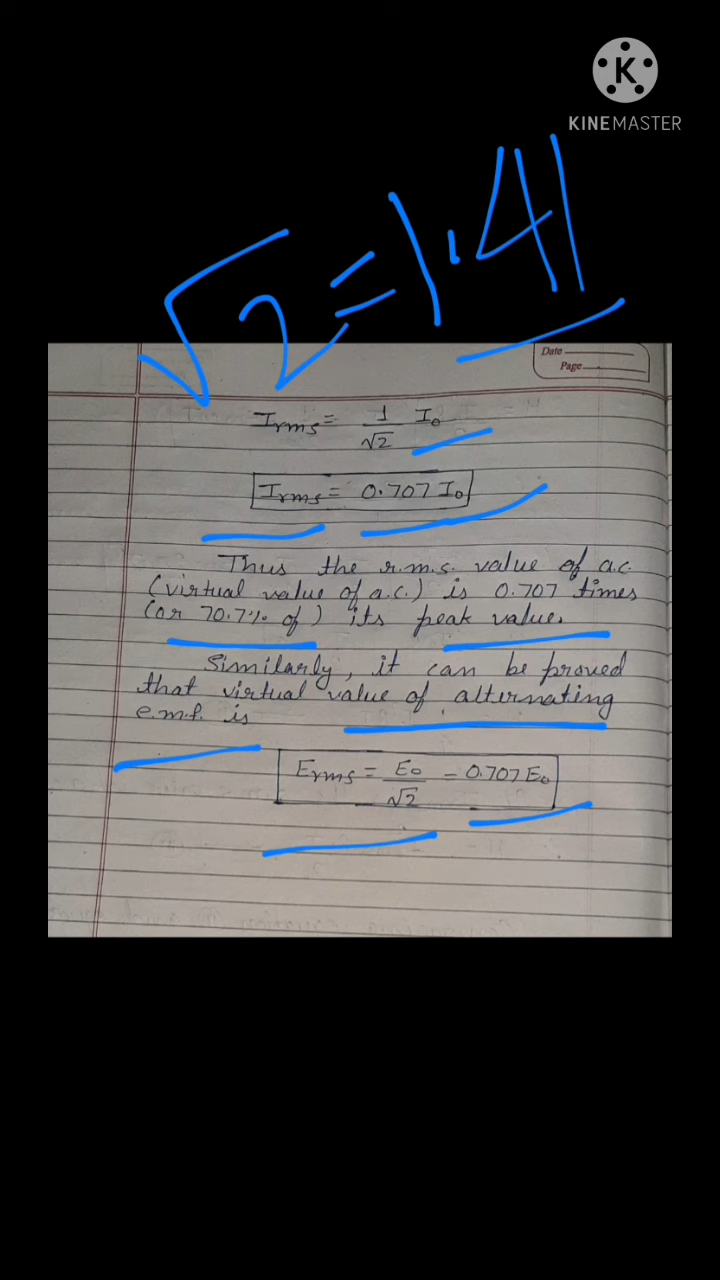 KINEMASTER
√2 = 1.41
Date
Page
Irms = 1/√2 I₀
Irms = 0.707 I₀
Thus the r.m.s. value of a.c.
(virtual value of a.c.) is 0.707 times
(or 70.7% of) its peak value.
Similarly, it can be proved
that virtual value of alternating
e.m.f. is
Erms = E₀/√2 = 0.707 E₀